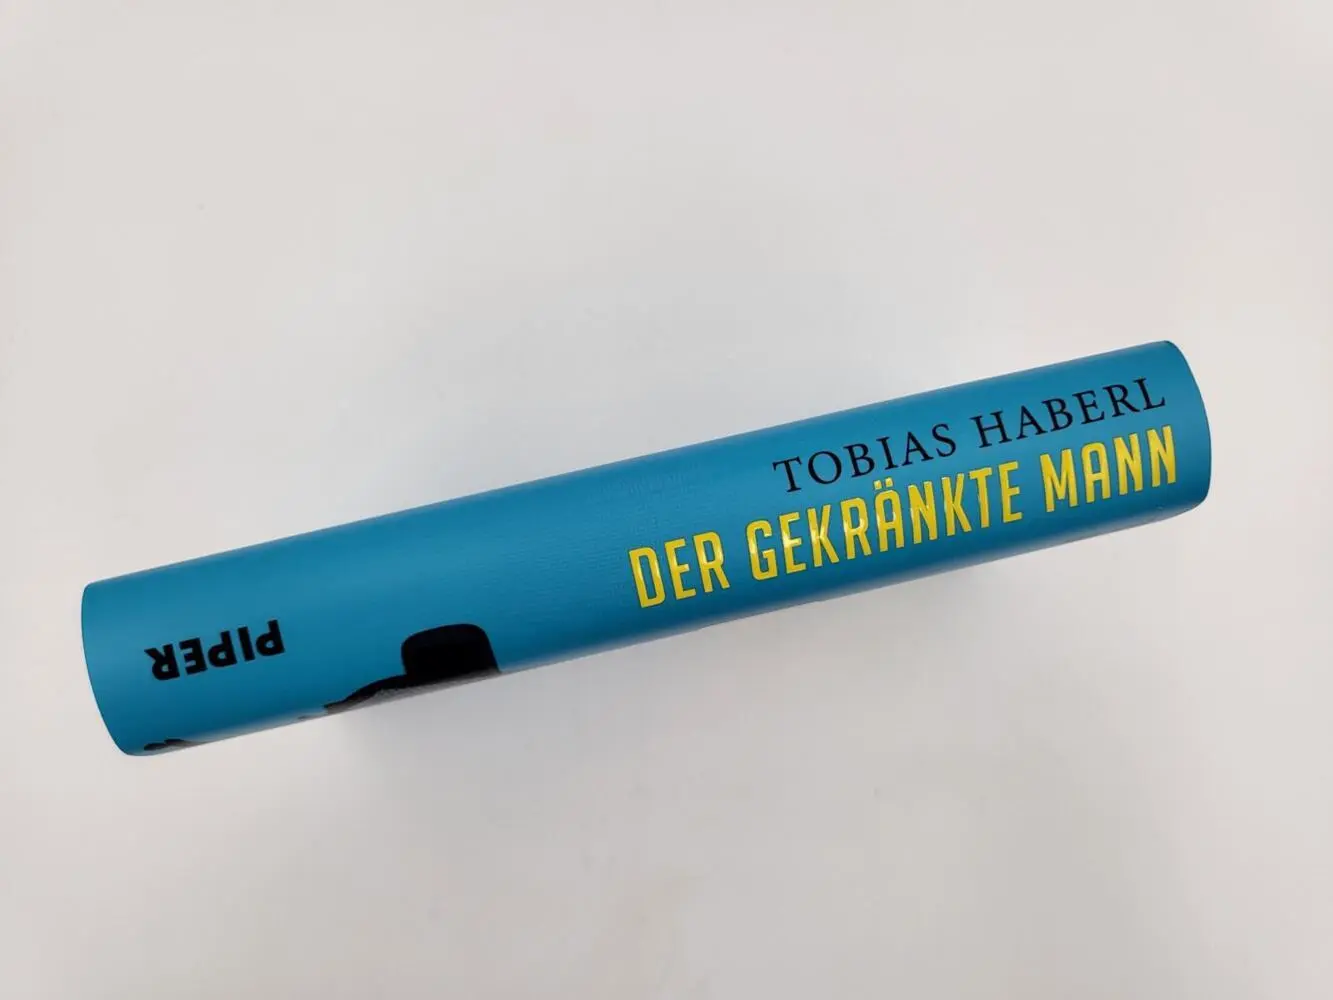 TOBIAS HABERL
DER GEKRÄNKTE MANN
PIPER